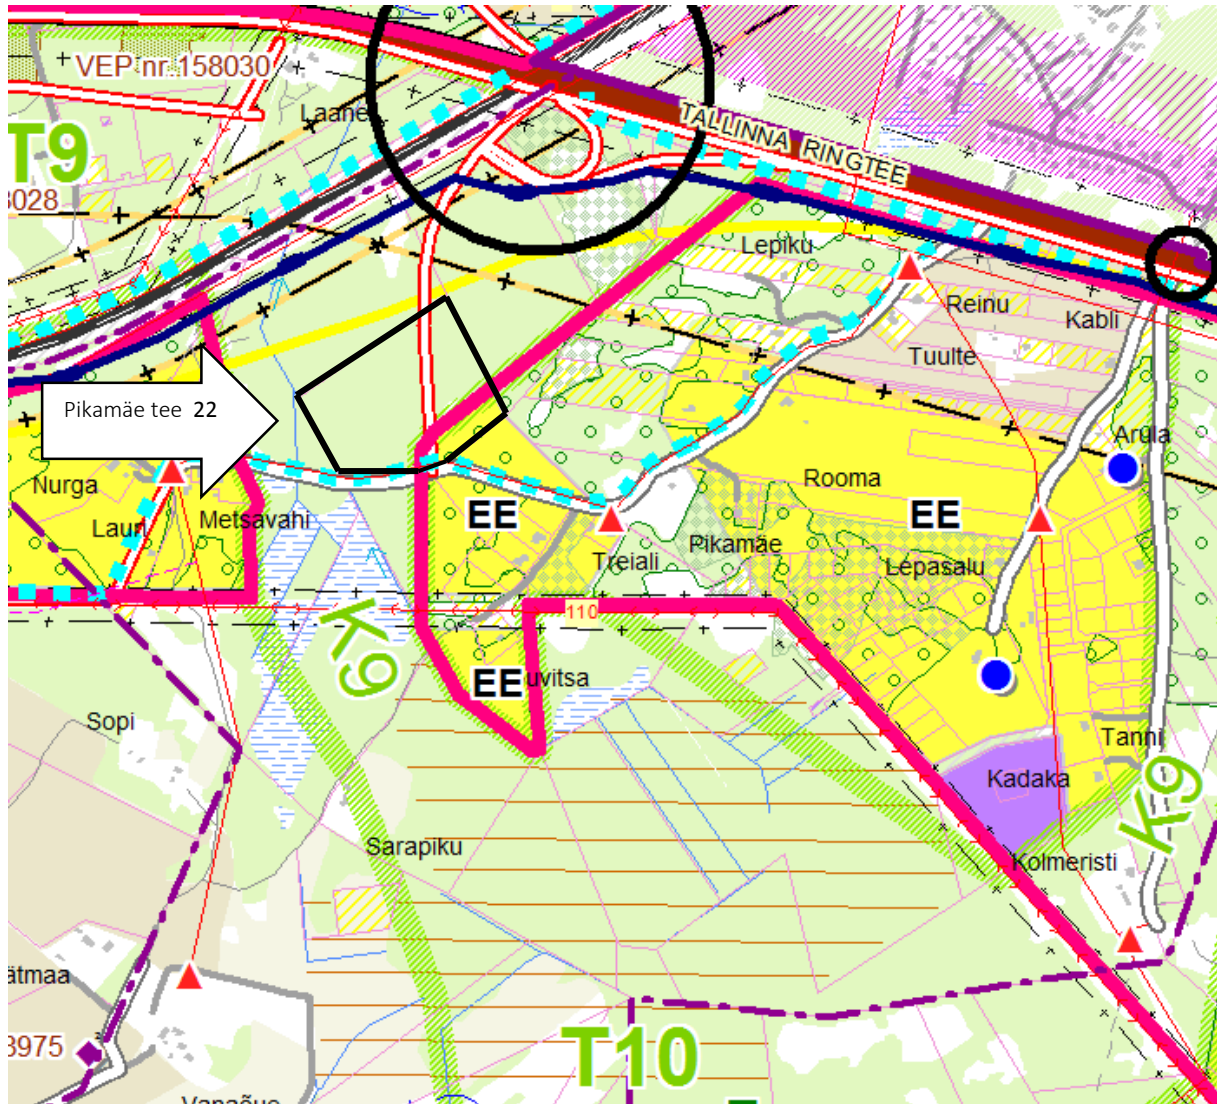 VEP nr.:158030
Laane
T9
TALLINNA RINGTEE
3028
Lepiku
Reinu
Kabli
Tuulte
Pikamäe tee 22
Arula
Nurga
Rooma
Lauri
Metsavahi
EE
EE
Treiali
Pikamäe
Lepasalu
110
K9
EE
uvitsa
Sopi
Tanni
Kadaka
K9
Sarapiku
Kolmeristi
ätmaa
3975
T10